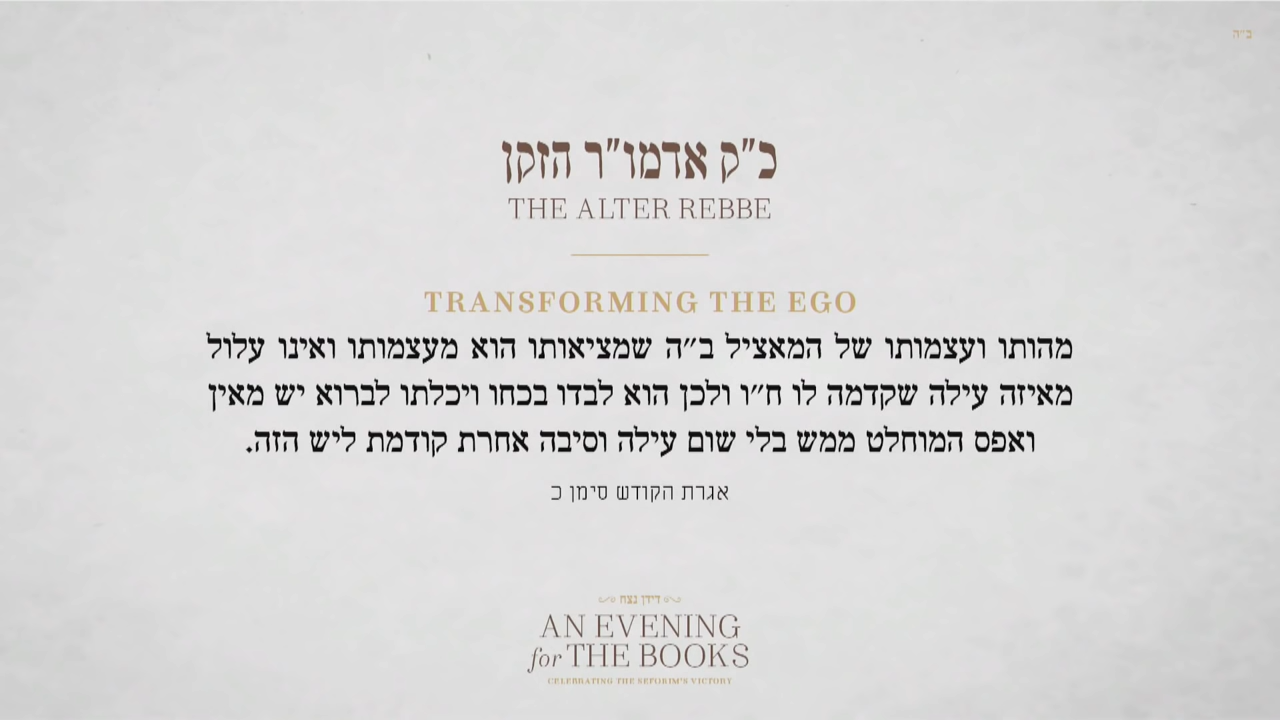 ב״ה
כ"ק אדמו"ר הזקן
THE ALTER REBBE
TRANSFORMING THE EGO
מהותו ועצמותו של המאציל ב״ה שמציאותו הוא מעצמותו ואינו עלול
מאיזה עילה שקדמה לו ח״ו ולכן הוא לבדו בכחו ויכלתו לברוא יש מאין
ואפס המוחלט ממש בלי שום עילה וסיבה אחרת קודמת ליש הזה.
אגרת הקודש סימן כ
דידן נצח
AN EVENING
for THE BOOKS
CELEBRATING THE SEFORIM'S VICTORY